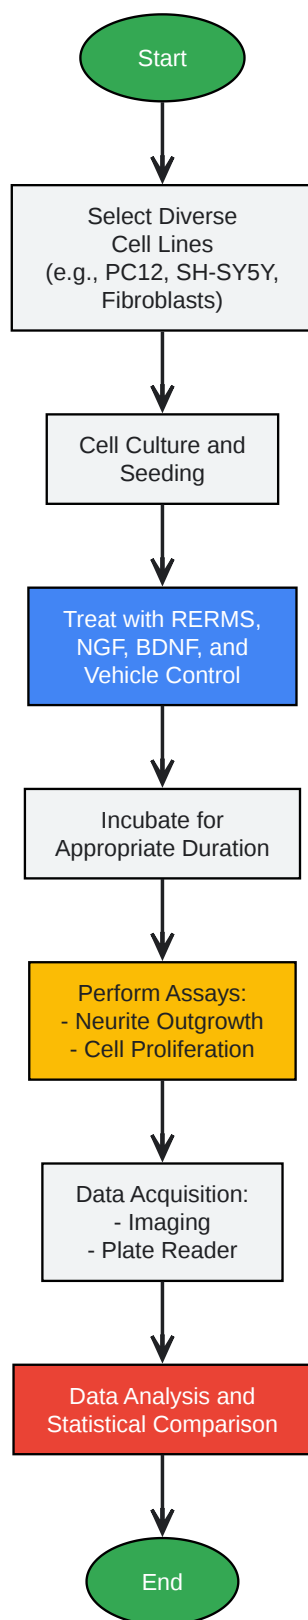 Start
Select Diverse
Cell Lines
(e.g., PC12, SH-SY5Y,
Fibroblasts)
Cell Culture and
Seeding
Treat with RERMS,
NGF, BDNF, and
Vehicle Control
Incubate for
Appropriate Duration
Perform Assays:
- Neurite Outgrowth
- Cell Proliferation
Data Acquisition:
- Imaging
- Plate Reader
Data Analysis and
Statistical Comparison
End